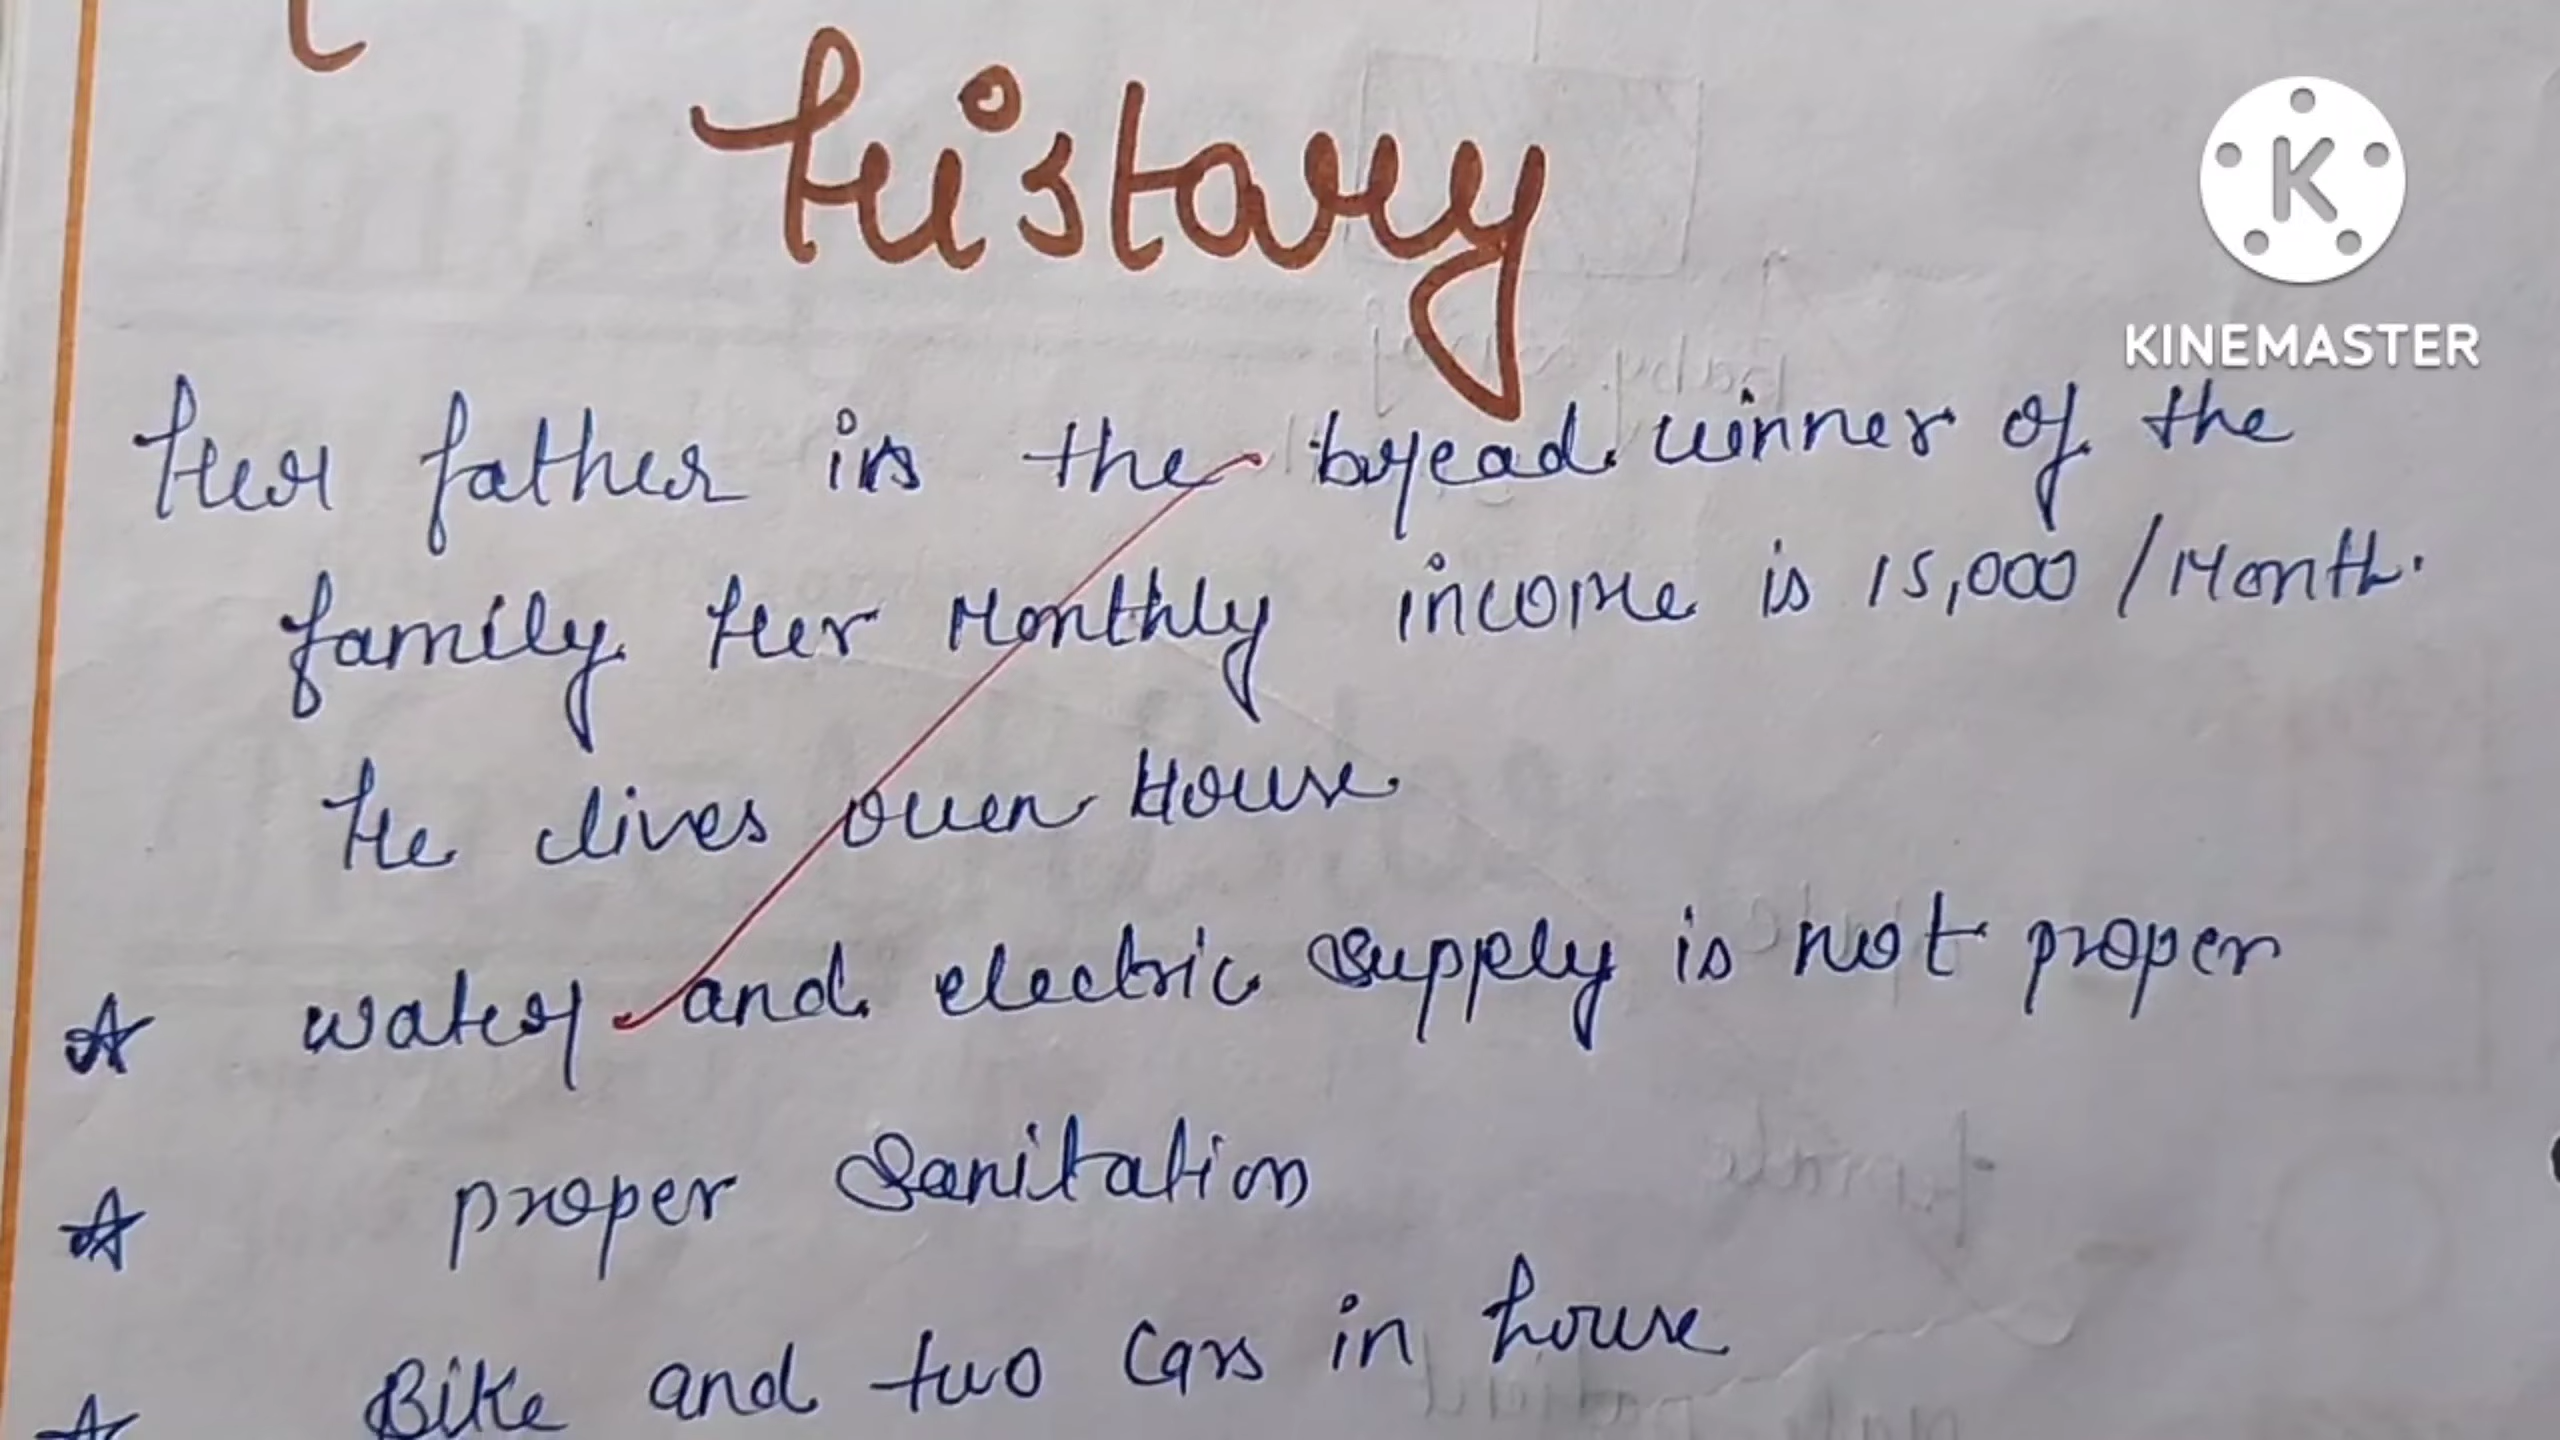 History
KINEMASTER
Her father is the bread winner of the
family. Her Monthly income is 15,000 /Month.
He lives ouen House.
☆ water and electric supply is not proper
☆ proper Sanitation
☆ Bike and two Cars in house